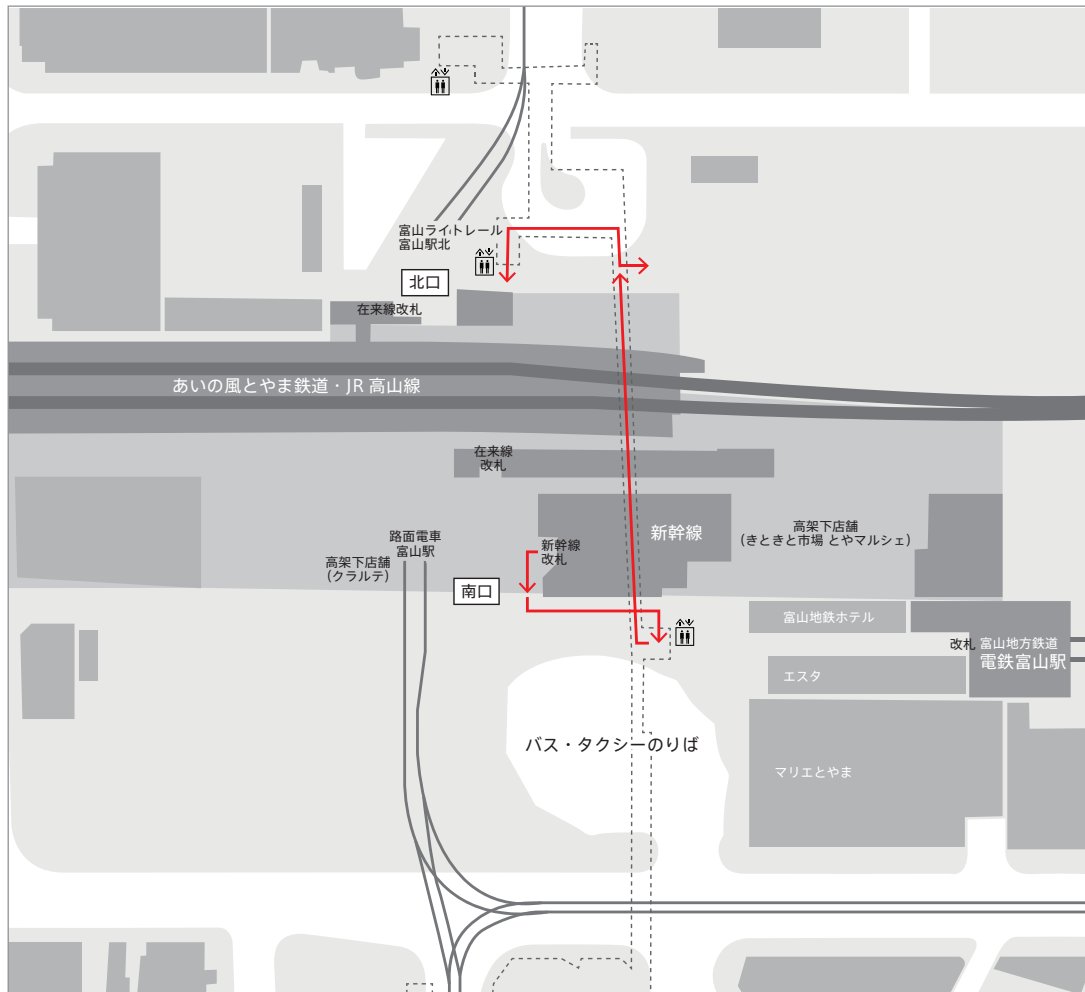 富山ライトレール
富山駅北
北口
在来線改札
あいの風とやま鉄道・JR 高山線
在来線
改札
新幹線
高架下店舗
(きときと市場 とやマルシェ)
路面電車
富山駅
新幹線
改札
高架下店舗
(クラルテ)
南口
富山地鉄ホテル
改札
富山地方鉄道
電鉄富山駅
エスタ
バス・タクシーのりば
マリエとやま